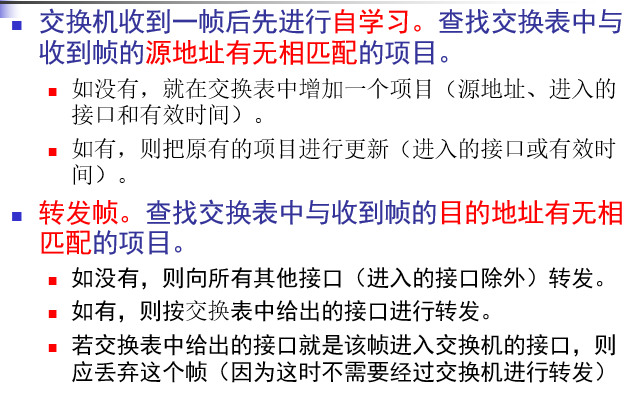 交换机收到一帧后先进行自学习。查找交换表中与
收到帧的源地址有无相匹配的项目。
如没有，就在交换表中增加一个项目（源地址、进入的
接口和有效时间）。
如有，则把原有的项目进行更新（进入的接口或有效时
间）。
转发帧。查找交换表中与收到帧的目的地址有无相
匹配的项目。
如没有，则向所有其他接口（进入的接口除外）转发。
如有，则按交换表中给出的接口进行转发。
若交换表中给出的接口就是该帧进入交换机的接口，则
应丢弃这个帧（因为这时不需要经过交换机进行转发）